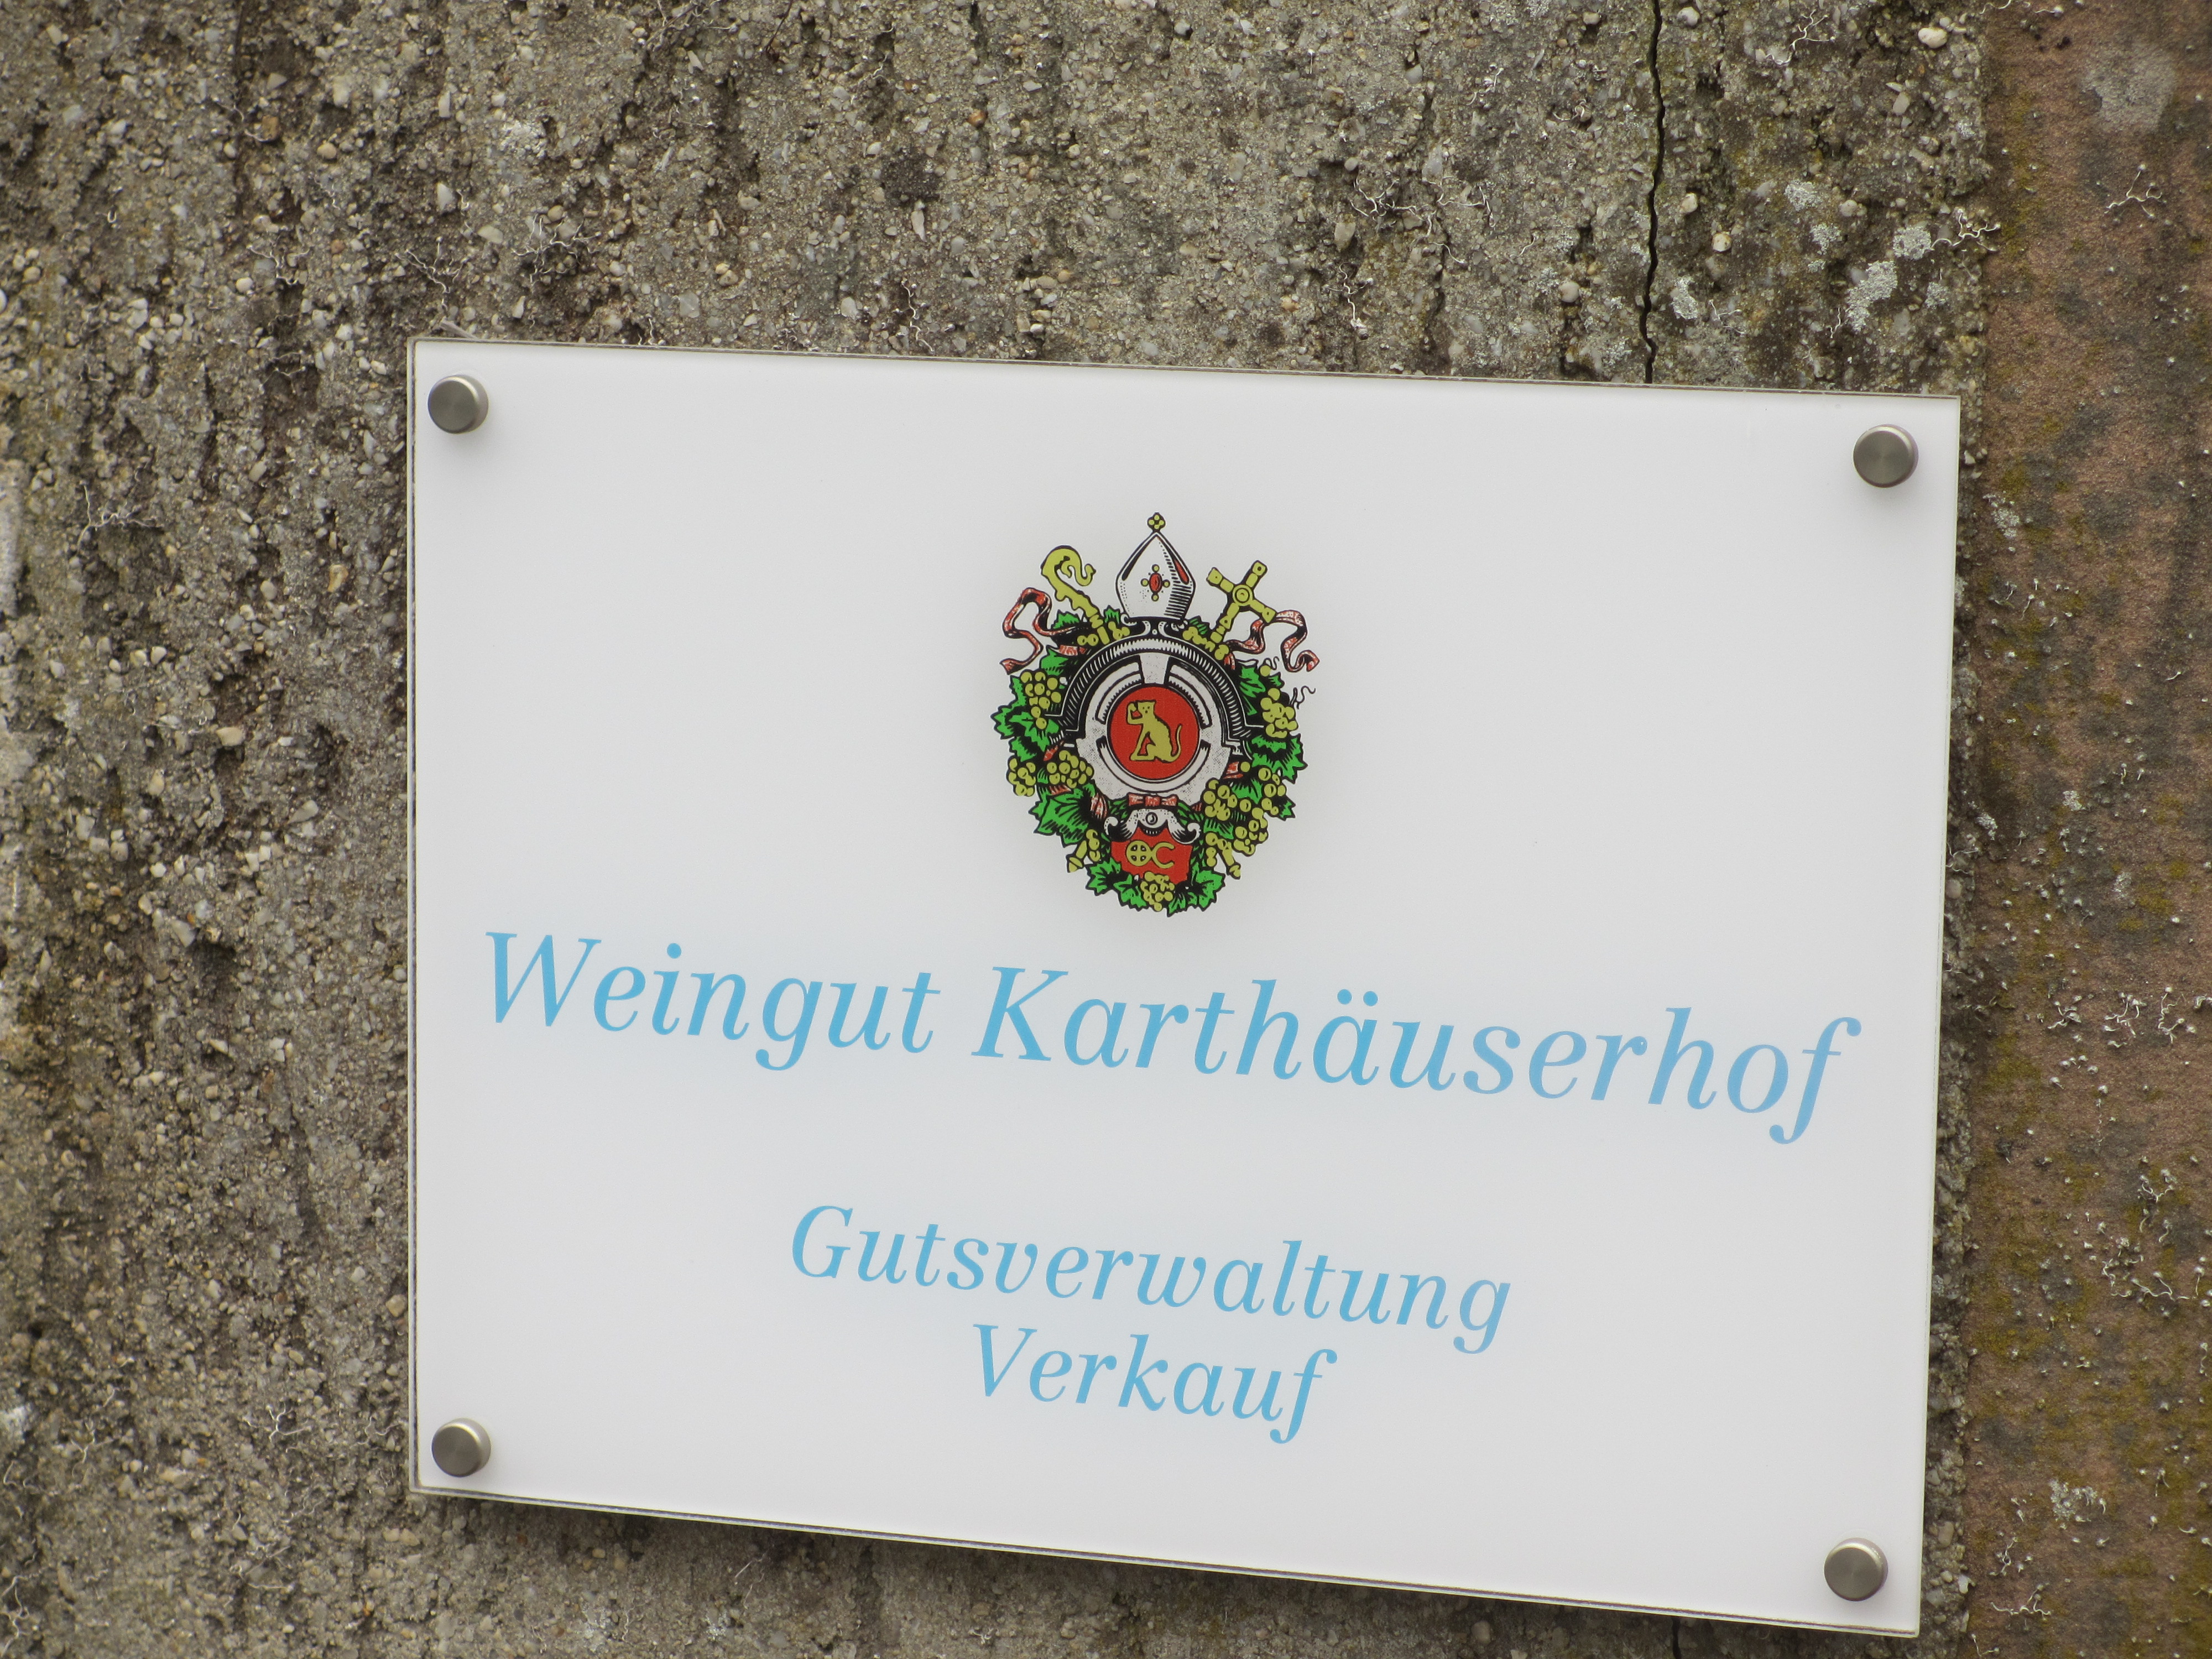 Weingut Karthäuserhof
Gutsverwaltung
Verkauf